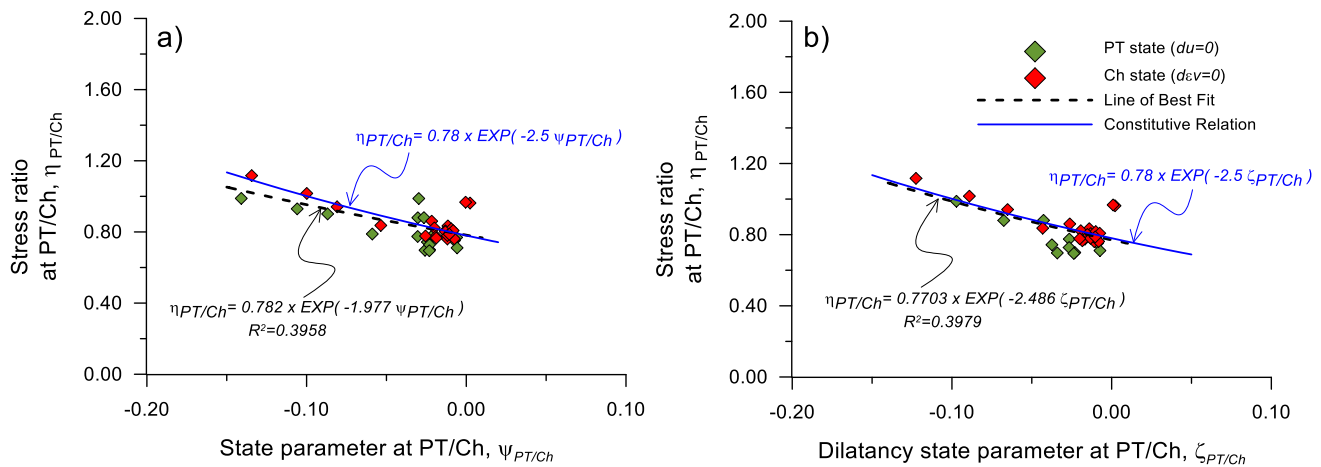 a)
2.00
1.60
1.20
0.80
0.40
0.00
-0.20
-0.10
0.00
0.10
Stress ratio
at PT/Ch, η PT/Ch
State parameter at PT/Ch, ψPT/Ch
ηPT/Ch= 0.78 x EXP( -2.5 ψPT/Ch )
ηPT/Ch= 0.782 x EXP( -1.977 ψPT/Ch )
R²=0.3958
b)
2.00
1.60
1.20
0.80
0.40
0.00
-0.20
-0.10
0.00
0.10
Stress ratio
at PT/Ch, η PT/Ch
Dilatancy state parameter at PT/Ch, ζPT/Ch
PT state (du=0)
Ch state (dεv=0)
Line of Best Fit
Constitutive Relation
ηPT/Ch= 0.78 x EXP( -2.5 ζPT/Ch )
ηPT/Ch= 0.7703 x EXP( -2.486 ζPT/Ch )
R²=0.3979